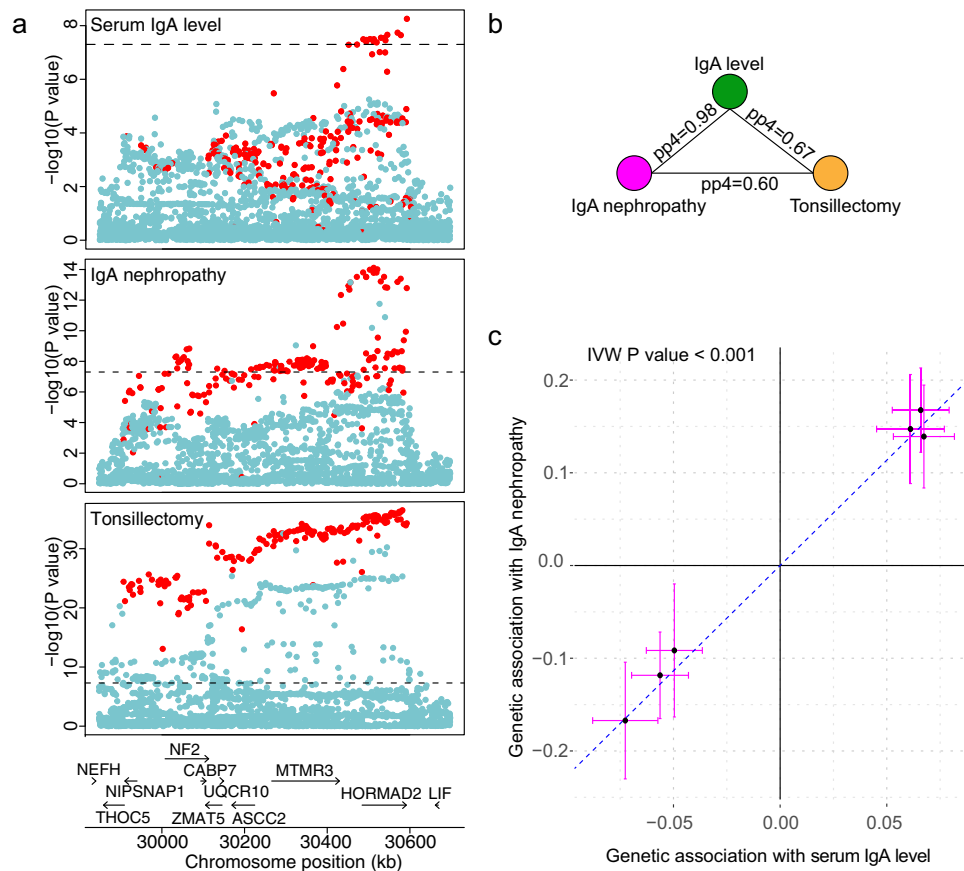 a
Serum IgA level
−log10(P value)
0 2 4 6 8
IgA nephropathy
−log10(P value)
0 2 4 6 8 10 14
Tonsillectomy
−log10(P value)
0 10 20 30
NF2
NEFH CABP7 MTMR3
NIPSNAP1 UQCR10 HORMAD2 LIF
THOC5 ZMAT5 ASCC2
30000 30200 30400 30600
Chromosome position (kb)
b
IgA level
pp4=0.98
pp4=0.67
pp4=0.60
IgA nephropathy
Tonsillectomy
c
IVW P value < 0.001
Genetic association with IgA nephropathy
0.2
0.1
0.0
−0.1
−0.2
−0.05 0.00 0.05
Genetic association with serum IgA level